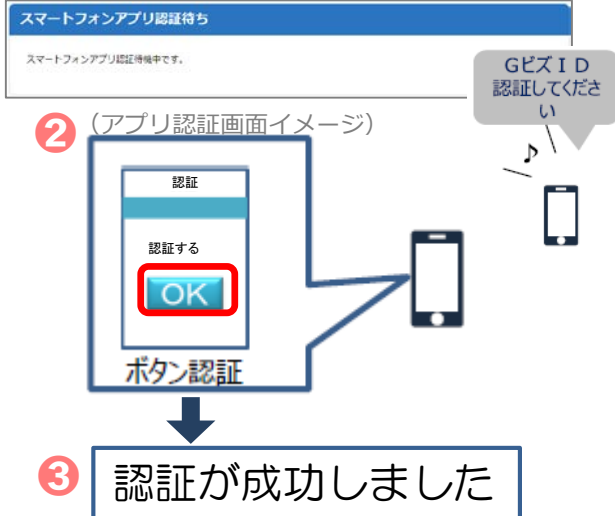 スマートフォンアプリ認証待ち
スマートフォンアプリ認証待機中です。
GビズＩＤ
認証してくださ
い
♪
❷
（アプリ認証画面イメージ）
認証
認証する
OK
ボタン認証
❸
認証が成功しました